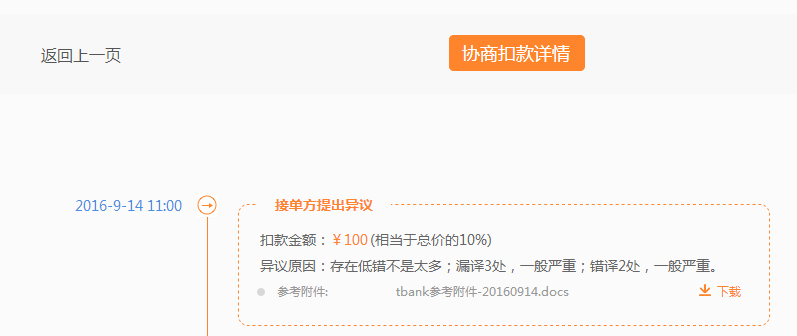 返回上一页
协商扣款详情
2016-9-14 11:00
接单方提出异议
扣款金额：￥100 (相当于总价的10%)
异议原因：存在低错不是太多；漏译3处，一般严重；错译2处，一般严重。
参考附件: tbank参考附件-20160914.docs 下载